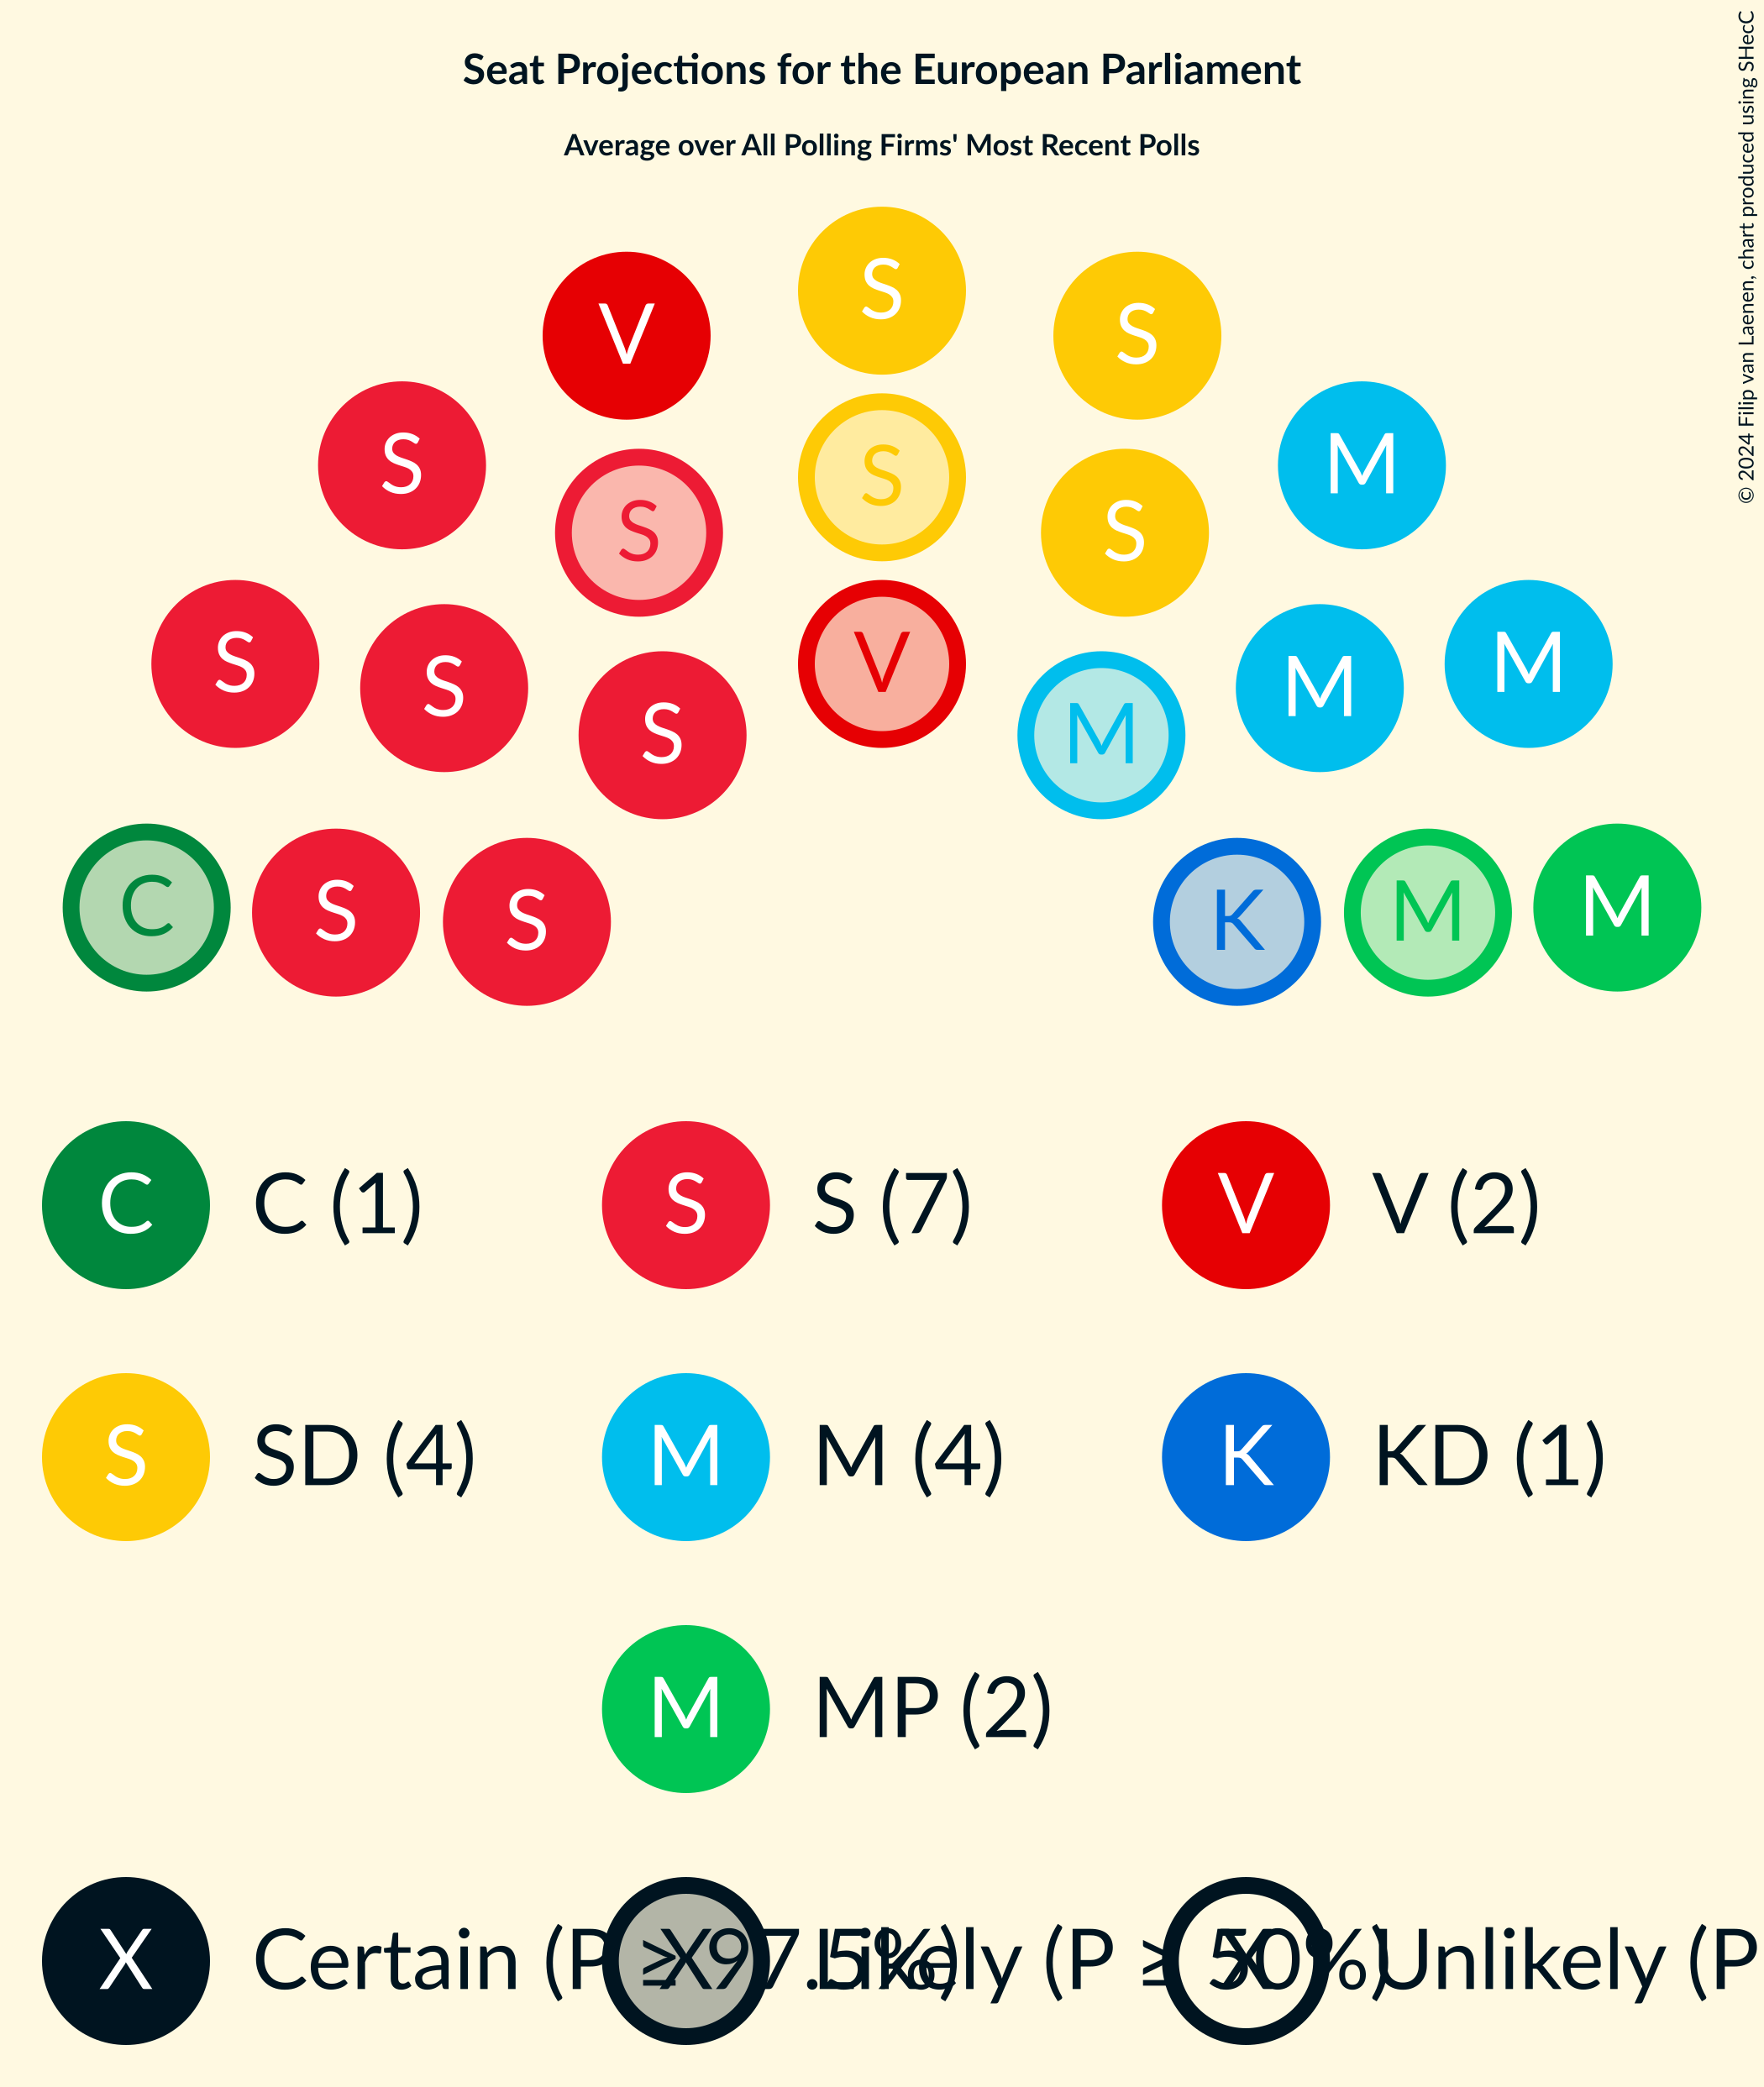 Seat Projections for the European Parliament
Average over All Polling Firms' Most Recent Polls
© 2024 Filip van Laenen, chart produced using SHecC
S
V S
S M
S
S S
S M
S V M
S M
S M
C M
S M
S K
C C (1) S S (7) V V (2)
S SD (4) M M (4) K KD (1)
M MP (2)
X Certain (P ≥ 97.5%) X Likely (P ≥ 50%) X Unlikely (P